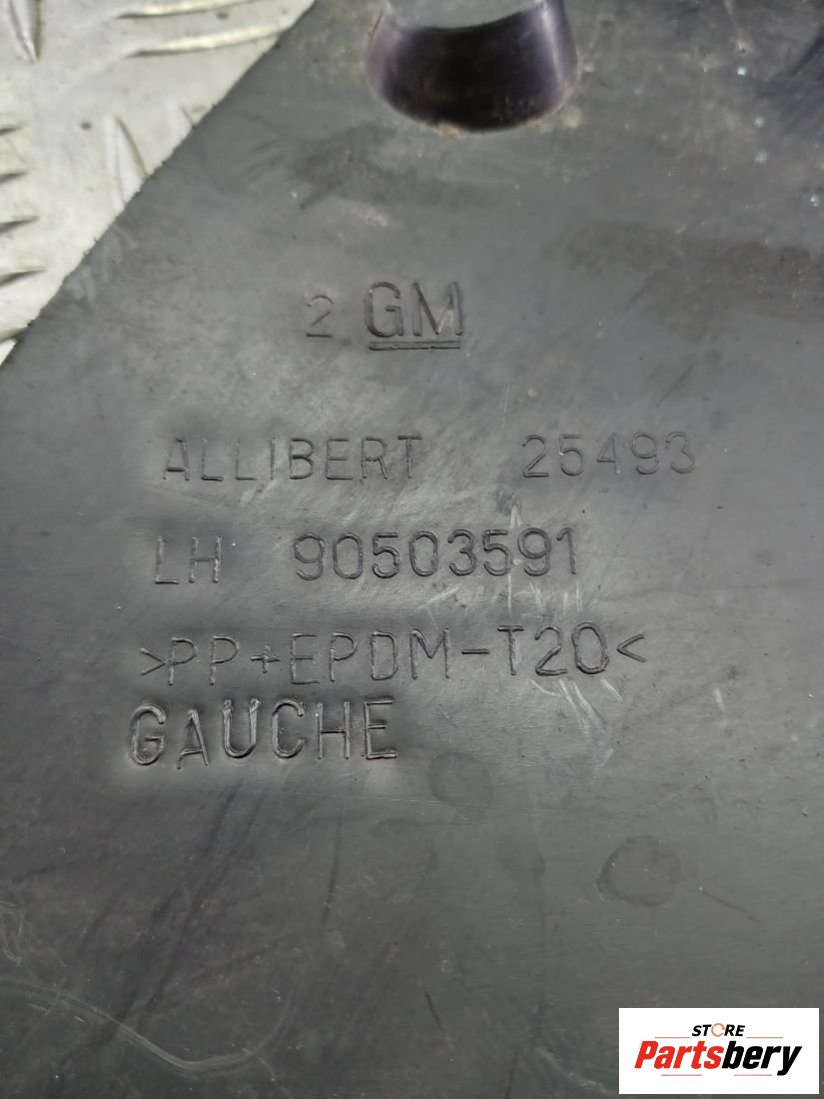 2 GM
ALLIBERT 25493
LH 90503591
>PP+EPDM-T20<
GAUCHE
STORE
Partsbery